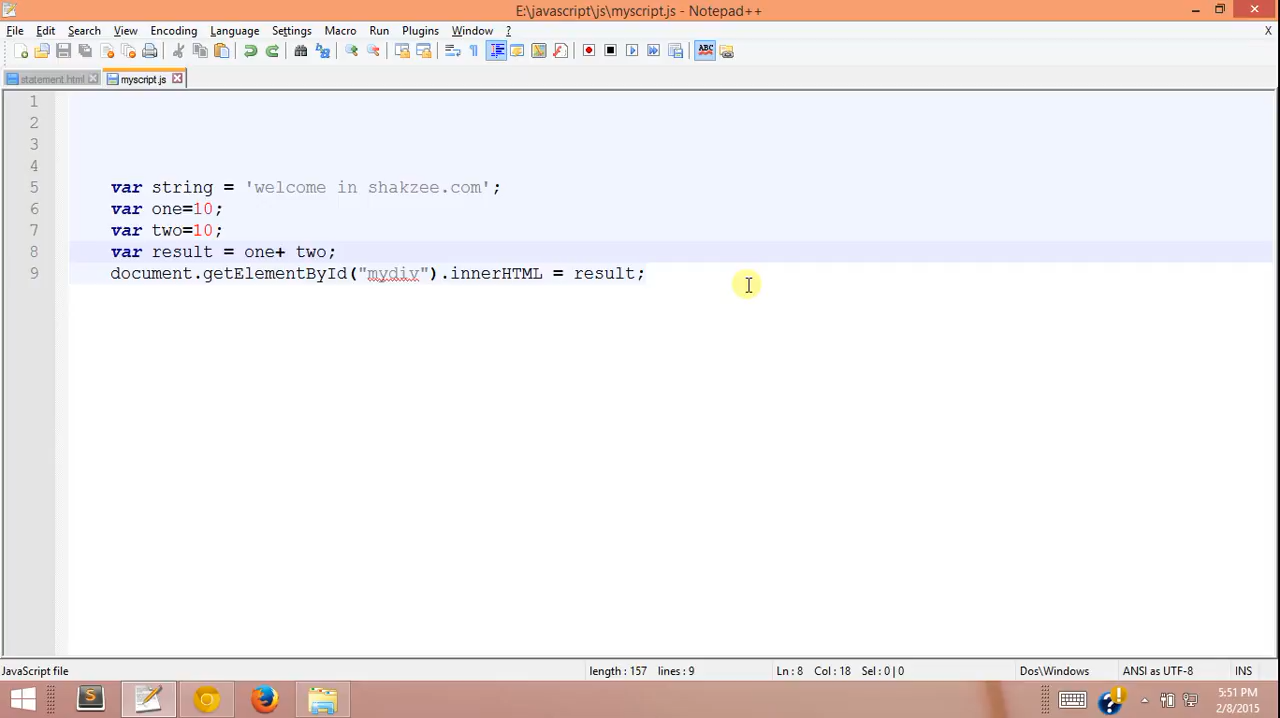 E:\javascript\js\myscript.js - Notepad++
File Edit Search View Encoding Language Settings Macro Run Plugins Window ? X
ABC
statement.html myscript.js
1
2
3
4
5 var string = 'welcome in shakzee.com';
6 var one=10;
7 var two=10;
8 var result = one+ two;
9 document.getElementById("mydiv").innerHTML = result;
JavaScript file length : 157 lines : 9 Ln : 8 Col : 18 Sel : 0 | 0 Dos\Windows ANSI as UTF-8 INS
5:51 PM
2/8/2015